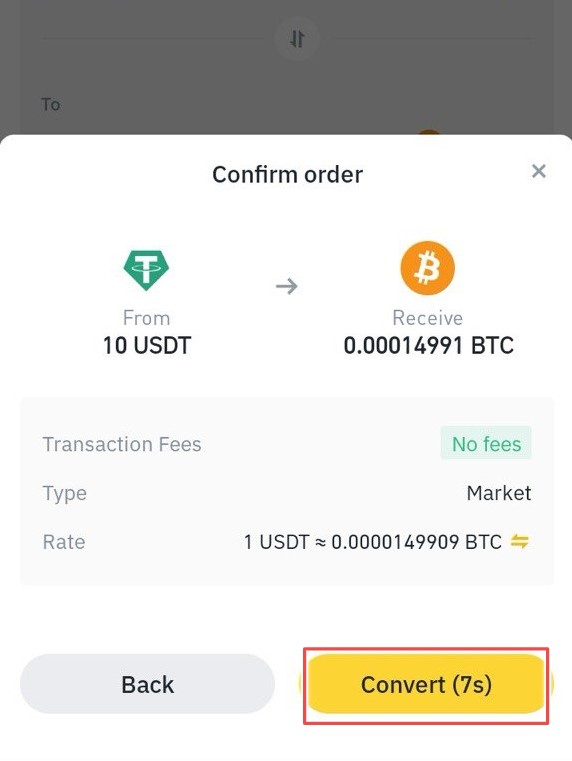 To
Confirm order
From
10 USDT
Receive
0.00014991 BTC
Transaction Fees
No fees
Type
Market
Rate
1 USDT ≈ 0.0000149909 BTC
Back
Convert (7s)